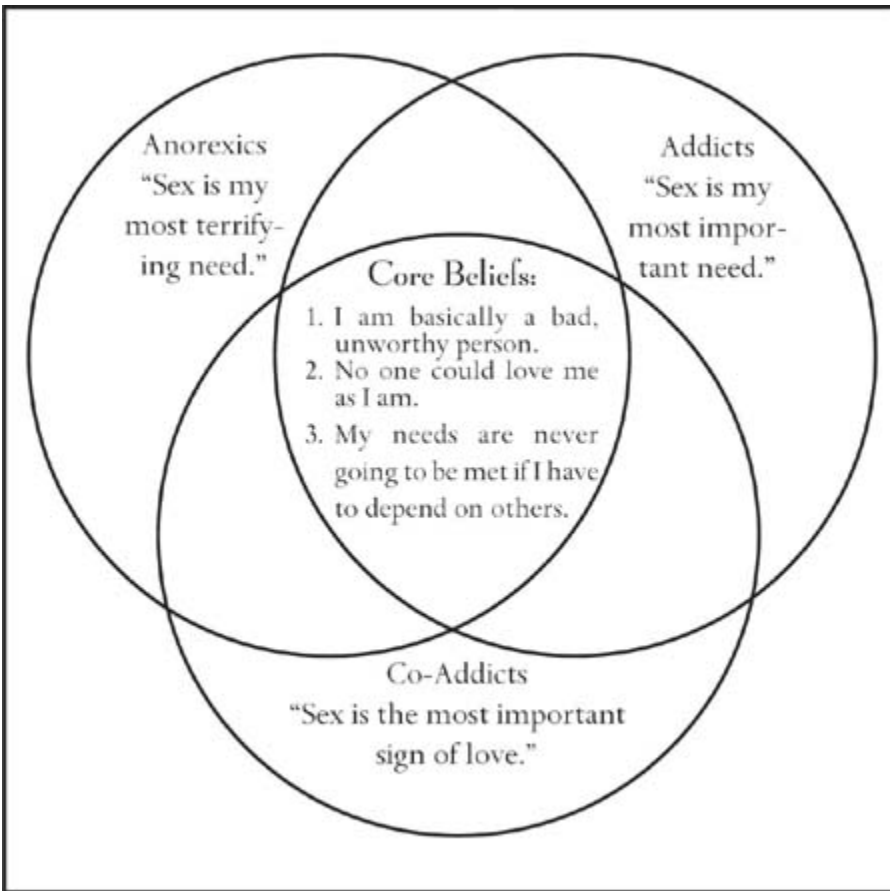 Anorexics
“Sex is my
most terrify-
ing need.”
Addicts
“Sex is my
most impor-
tant need.”
Core Beliefs:
1. I am basically a bad,
unworthy person.
2. No one could love me
as I am.
3. My needs are never
going to be met if I have
to depend on others.
Co-Addicts
“Sex is the most important
sign of love.”